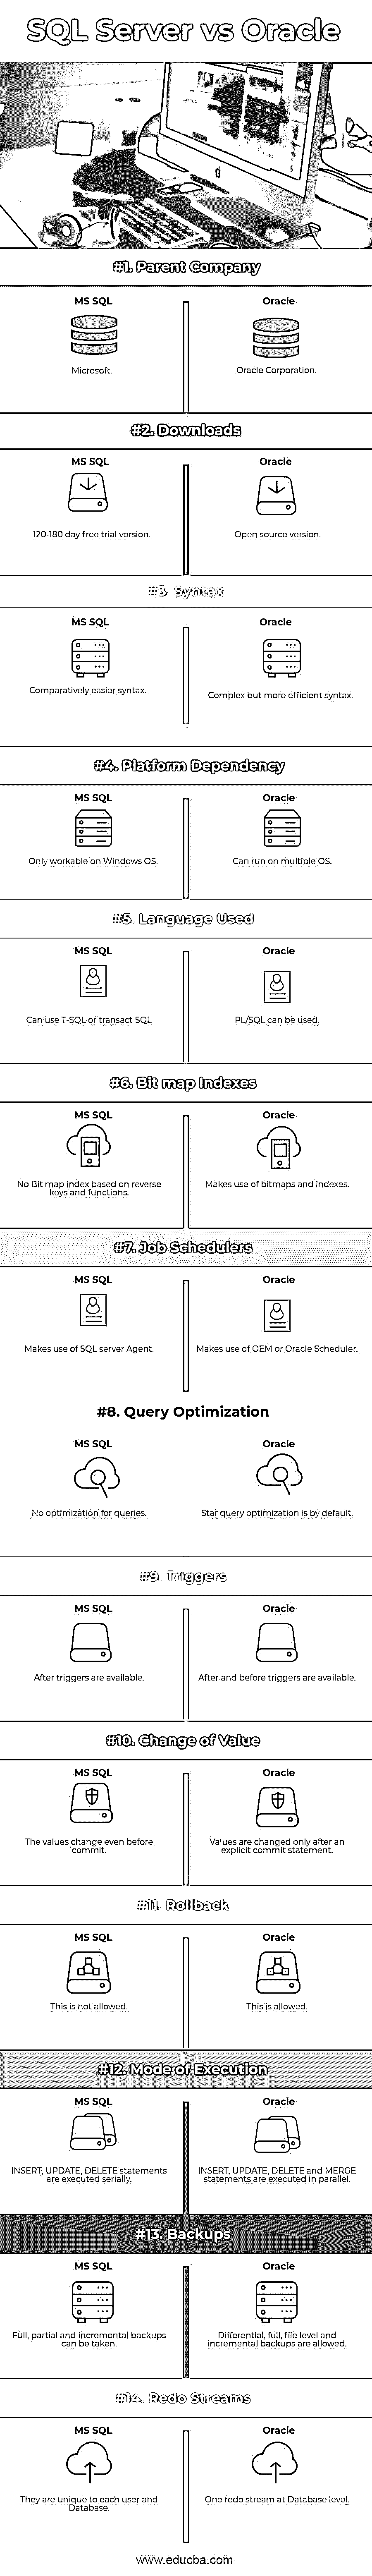 SQL Server vs Oracle
#1. Parent Company
MS SQL
Oracle
Microsoft.
Oracle Corporation.
#2. Downloads
MS SQL
Oracle
120-180 day free trial version.
Open source version.
#3. Syntax
MS SQL
Oracle
Comparatively easier syntax.
Complex but more efficient syntax.
#4. Platform Dependency
MS SQL
Oracle
Only workable on Windows OS.
Can run on multiple OS.
#5. Language Used
MS SQL
Oracle
Can use T-SQL or transact SQL.
PL/SQL can be used.
#6. Bit map Indexes
MS SQL
Oracle
No Bit map index based on reverse
keys and functions.
Makes use of bitmaps and indexes.
#7. Job Schedulers
MS SQL
Oracle
Makes use of SQL server Agent.
Makes use of OEM or Oracle Scheduler.
#8. Query Optimization
MS SQL
Oracle
No optimization for queries.
Star query optimization is by default.
#9. Triggers
MS SQL
Oracle
After triggers are available.
After and before triggers are available.
#10. Change of Value
MS SQL
Oracle
The values change even before
commit.
Values are changed only after an
explicit commit statement.
#11. Rollback
MS SQL
Oracle
This is not allowed.
This is allowed.
#12. Mode of Execution
MS SQL
Oracle
INSERT, UPDATE, DELETE statements
are executed serially.
INSERT, UPDATE, DELETE and MERGE
statements are executed in parallel.
#13. Backups
MS SQL
Oracle
Full, partial and incremental backups
can be taken.
Differential, full, file level and
incremental backups are allowed.
#14. Redo Streams
MS SQL
Oracle
They are unique to each user and
Database.
One redo stream at Database level.
www.educba.com